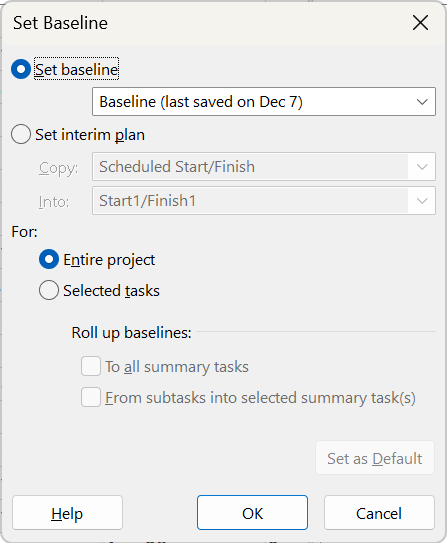 Set Baseline
Set baseline
Baseline (last saved on Dec 7)
Set interim plan
Copy: Scheduled Start/Finish
Into: Start1/Finish1
For:
Entire project
Selected tasks
Roll up baselines:
To all summary tasks
From subtasks into selected summary task(s)
Set as Default
Help OK Cancel